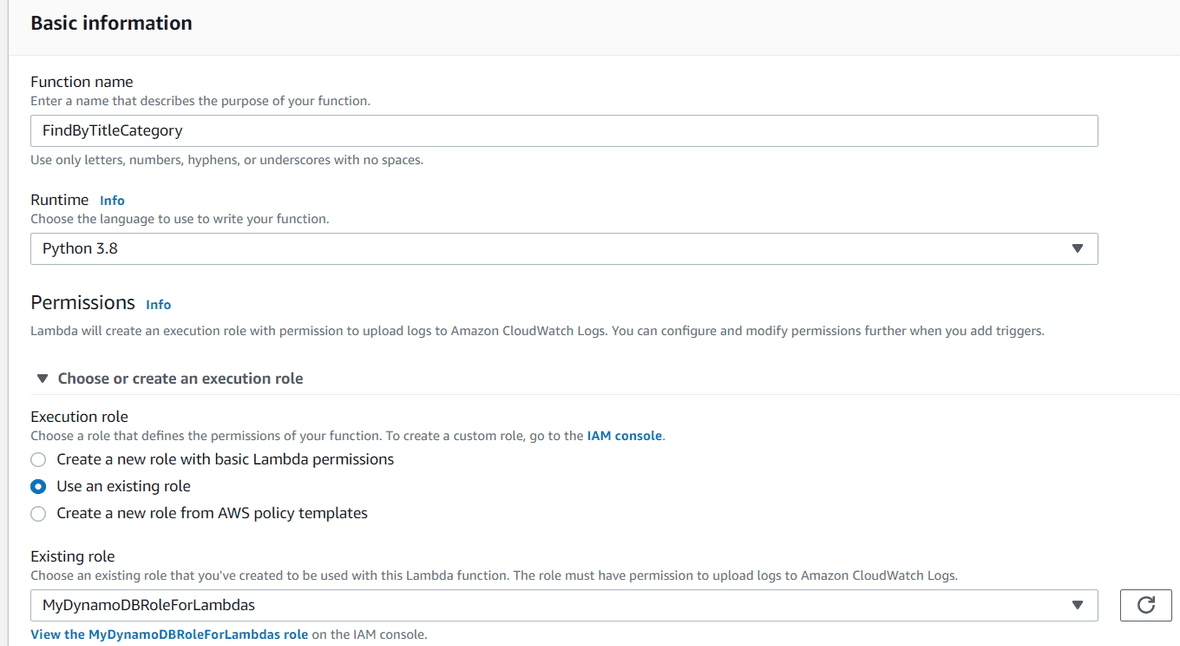 Basic information
Function name
Enter a name that describes the purpose of your function.
FindByTitleCategory
Use only letters, numbers, hyphens, or underscores with no spaces.
Runtime Info
Choose the language to use to write your function.
Python 3.8
Permissions Info
Lambda will create an execution role with permission to upload logs to Amazon CloudWatch Logs. You can configure and modify permissions further when you add triggers.
Choose or create an execution role
Execution role
Choose a role that defines the permissions of your function. To create a custom role, go to the IAM console.
Create a new role with basic Lambda permissions
Use an existing role
Create a new role from AWS policy templates
Existing role
Choose an existing role that you've created to be used with this Lambda function. The role must have permission to upload logs to Amazon CloudWatch Logs.
MyDynamoDBRoleForLambdas
View the MyDynamoDBRoleForLambdas role on the IAM console.